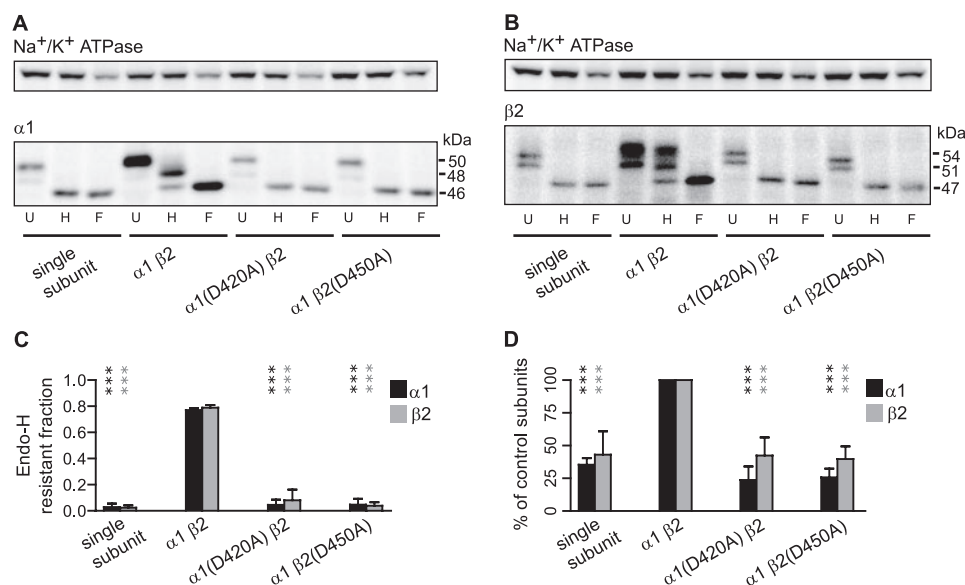 A
Na+/K+ ATPase
α1
kDa
50
48
46
U H F U H F U H F U H F
single subunit
α1 β2
α1(D420A) β2
α1 β2(D450A)
B
Na+/K+ ATPase
β2
kDa
54
51
47
U H F U H F U H F U H F
single subunit
α1 β2
α1(D420A) β2
α1 β2(D450A)
C
Endo-H
resistant fraction
1.0
0.8
0.6
0.4
0.2
0.0
*** *** *** *** *** ***
α1
β2
single subunit
α1 β2
α1(D420A) β2
α1 β2(D450A)
D
% of control subunits
100
75
50
25
0
*** *** *** *** *** ***
α1
β2
single subunit
α1 β2
α1(D420A) β2
α1 β2(D450A)